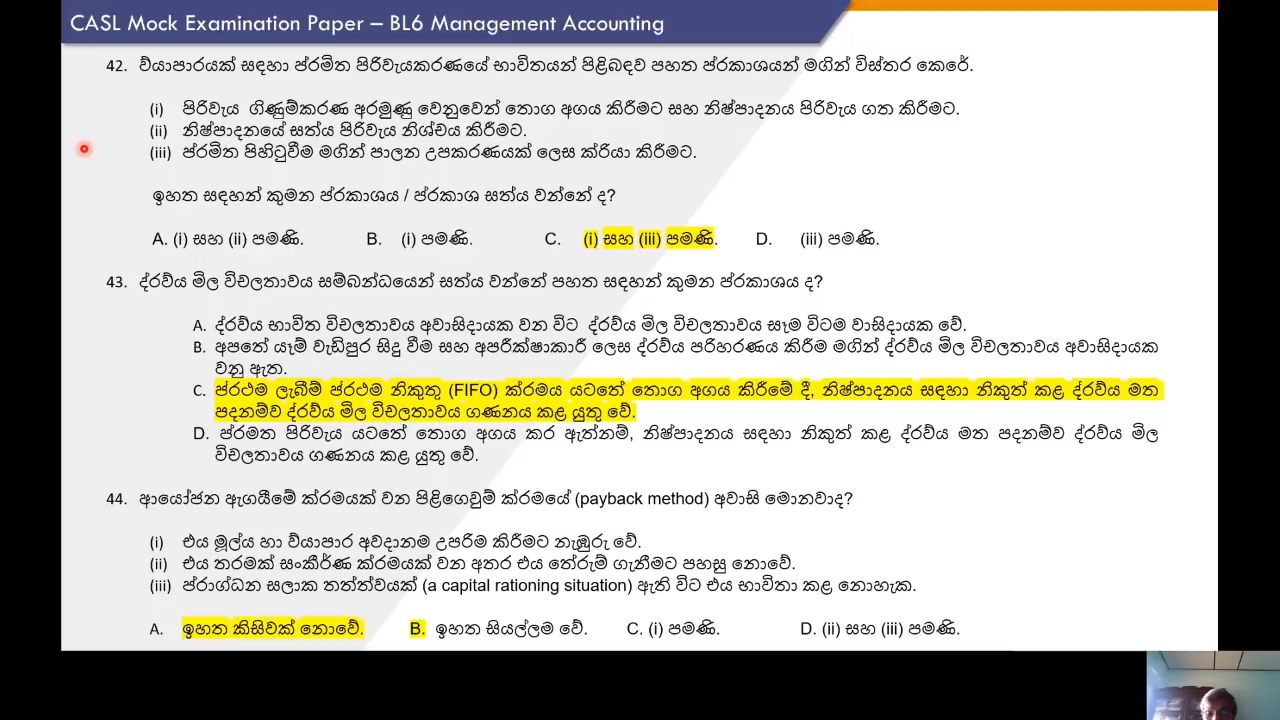 CASL Mock Examination Paper – BL6 Management Accounting
42. ව්යාපාරයක් සඳහා ප්රමිත පිරිවැයකරණයේ භාවිතයන් පිළිබඳව පහත ප්රකාශයන් මගින් විස්තර කෙරේ.
(i) පිරිවැය ගිණුම්කරණ අරමුණු වෙනුවෙන් තොග අගය කිරීමට සහ නිෂ්පාදනය පිරිවැය ගත කිරීමට.
(ii) නිෂ්පාදනයේ සත්ය පිරිවැය නිශ්චය කිරීමට.
(iii) ප්රමිත පිහිටුවීම මගින් පාලන උපකරණයක් ලෙස ක්රියා කිරීමට.
ඉහත සඳහන් කුමන ප්රකාශය / ප්රකාශ සත්ය වන්නේ ද?
A. (i) සහ (ii) පමණි. B. (i) පමණි. C. (i) සහ (iii) පමණි. D. (iii) පමණි.
43. ද්රව්ය මිල විචලතාවය සම්බන්ධයෙන් සත්ය වන්නේ පහත සඳහන් කුමන ප්රකාශය ද?
A. ද්රව්ය භාවිත විචලතාවය අවාසිදායක වන විට ද්රව්ය මිල විචලතාවය සෑම විටම වාසිදායක වේ.
B. අපතේ යෑම් වැඩිපුර සිදු වීම සහ අපරීක්ෂාකාරී ලෙස ද්රව්ය පරිහරණය කිරීම මගින් ද්රව්ය මිල විචලතාවය අවාසිදායක
වනු ඇත.
C. ප්රථම ලැබීම් ප්රථම නිකුතු (FIFO) ක්රමය යටතේ තොග අගය කිරීමේ දී, නිෂ්පාදනය සඳහා නිකුත් කළ ද්රව්ය මත
පදනම්ව ද්රව්ය මිල විචලතාවය ගණනය කළ යුතු වේ.
D. ප්රමත පිරිවැය යටතේ තොග අගය කර ඇත්නම්, නිෂ්පාදනය සඳහා නිකුත් කළ ද්රව්ය මත පදනම්ව ද්රව්ය මිල
විචලතාවය ගණනය කළ යුතු වේ.
44. ආයෝජන ඇගයීමේ ක්රමයක් වන පිළිගෙවුම් ක්රමයේ (payback method) අවාසි මොනවාද?
(i) එය මූල්ය හා ව්යාපාර අවදානම උපරිම කිරීමට නැඹුරු වේ.
(ii) එය තරමක් සංකීර්ණ ක්රමයක් වන අතර එය තේරුම් ගැනීමට පහසු නොවේ.
(iii) ප්රාග්ධන සලාක තත්ත්වයක් (a capital rationing situation) ඇති විට එය භාවිතා කළ නොහැක.
A. ඉහත කිසිවක් නොවේ. B. ඉහත සියල්ලම වේ. C. (i) පමණි. D. (ii) සහ (iii) පමණි.